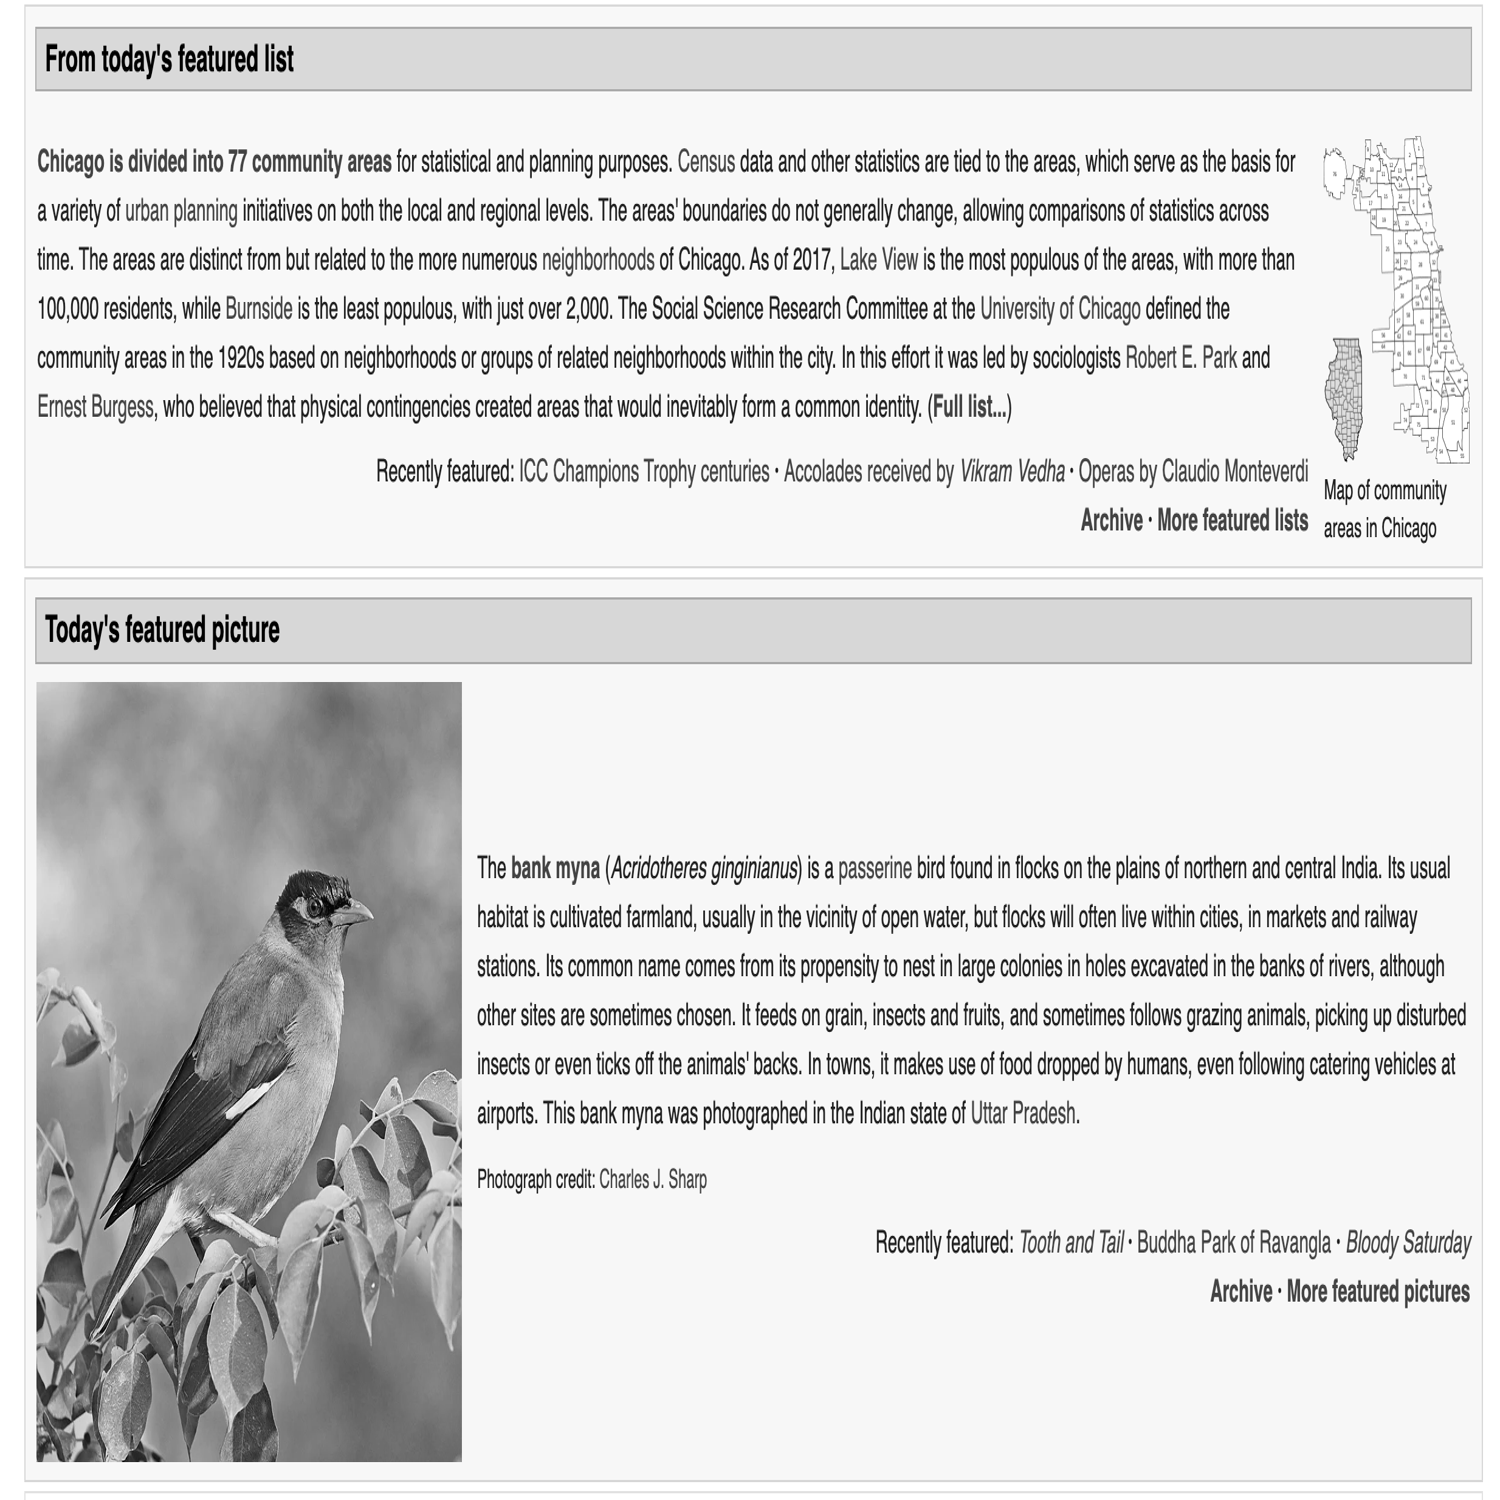 From today's featured list
Chicago is divided into 77 community areas for statistical and planning purposes. Census data and other statistics are tied to the areas, which serve as the basis for
a variety of urban planning initiatives on both the local and regional levels. The areas' boundaries do not generally change, allowing comparisons of statistics across
time. The areas are distinct from but related to the more numerous neighborhoods of Chicago. As of 2017, Lake View is the most populous of the areas, with more than
100,000 residents, while Burnside is the least populous, with just over 2,000. The Social Science Research Committee at the University of Chicago defined the
community areas in the 1920s based on neighborhoods or groups of related neighborhoods within the city. In this effort it was led by sociologists Robert E. Park and
Ernest Burgess, who believed that physical contingencies created areas that would inevitably form a common identity. (Full list...)
Recently featured: ICC Champions Trophy centuries · Accolades received by Vikram Vedha · Operas by Claudio Monteverdi
Archive · More featured lists
Map of community
areas in Chicago
Today's featured picture
The bank myna (Acridotheres ginginianus) is a passerine bird found in flocks on the plains of northern and central India. Its usual
habitat is cultivated farmland, usually in the vicinity of open water, but flocks will often live within cities, in markets and railway
stations. Its common name comes from its propensity to nest in large colonies in holes excavated in the banks of rivers, although
other sites are sometimes chosen. It feeds on grain, insects and fruits, and sometimes follows grazing animals, picking up disturbed
insects or even ticks off the animals' backs. In towns, it makes use of food dropped by humans, even following catering vehicles at
airports. This bank myna was photographed in the Indian state of Uttar Pradesh.
Photograph credit: Charles J. Sharp
Recently featured: Tooth and Tail · Buddha Park of Ravangla · Bloody Saturday
Archive · More featured pictures